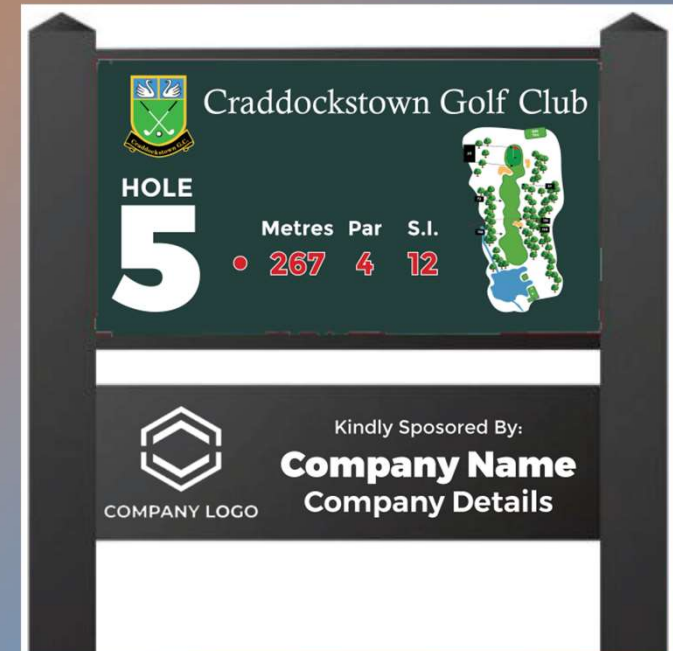 Craddockstown Golf Club
Craddockstown G.C.
HOLE
5
Metres Par S.I.
267 4 12
Kindly Sposored By:
Company Name
Company Details
COMPANY LOGO